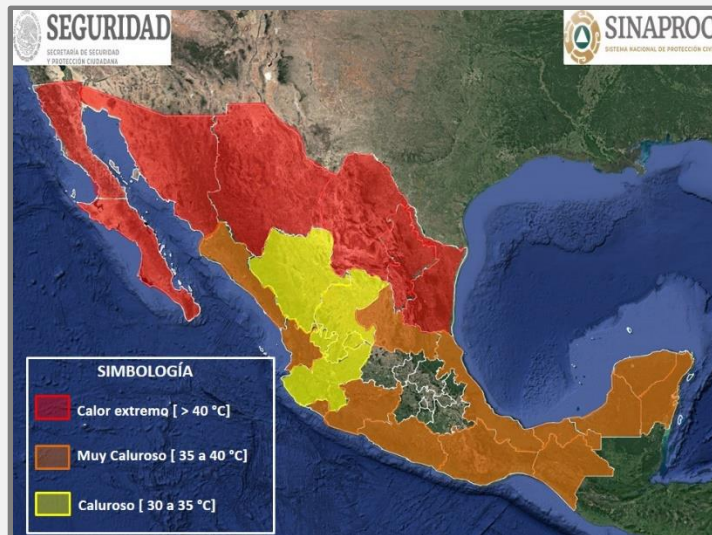 SEGURIDAD
SECRETARÍA DE SEGURIDAD
Y PROTECCIÓN CIUDADANA
SINAPROC
SISTEMA NACIONAL DE PROTECCIÓN CIVI
SIMBOLOGÍA
Calor extremo [ > 40 °C]
Muy Caluroso [ 35 a 40 °C]
Caluroso [ 30 a 35 °C]